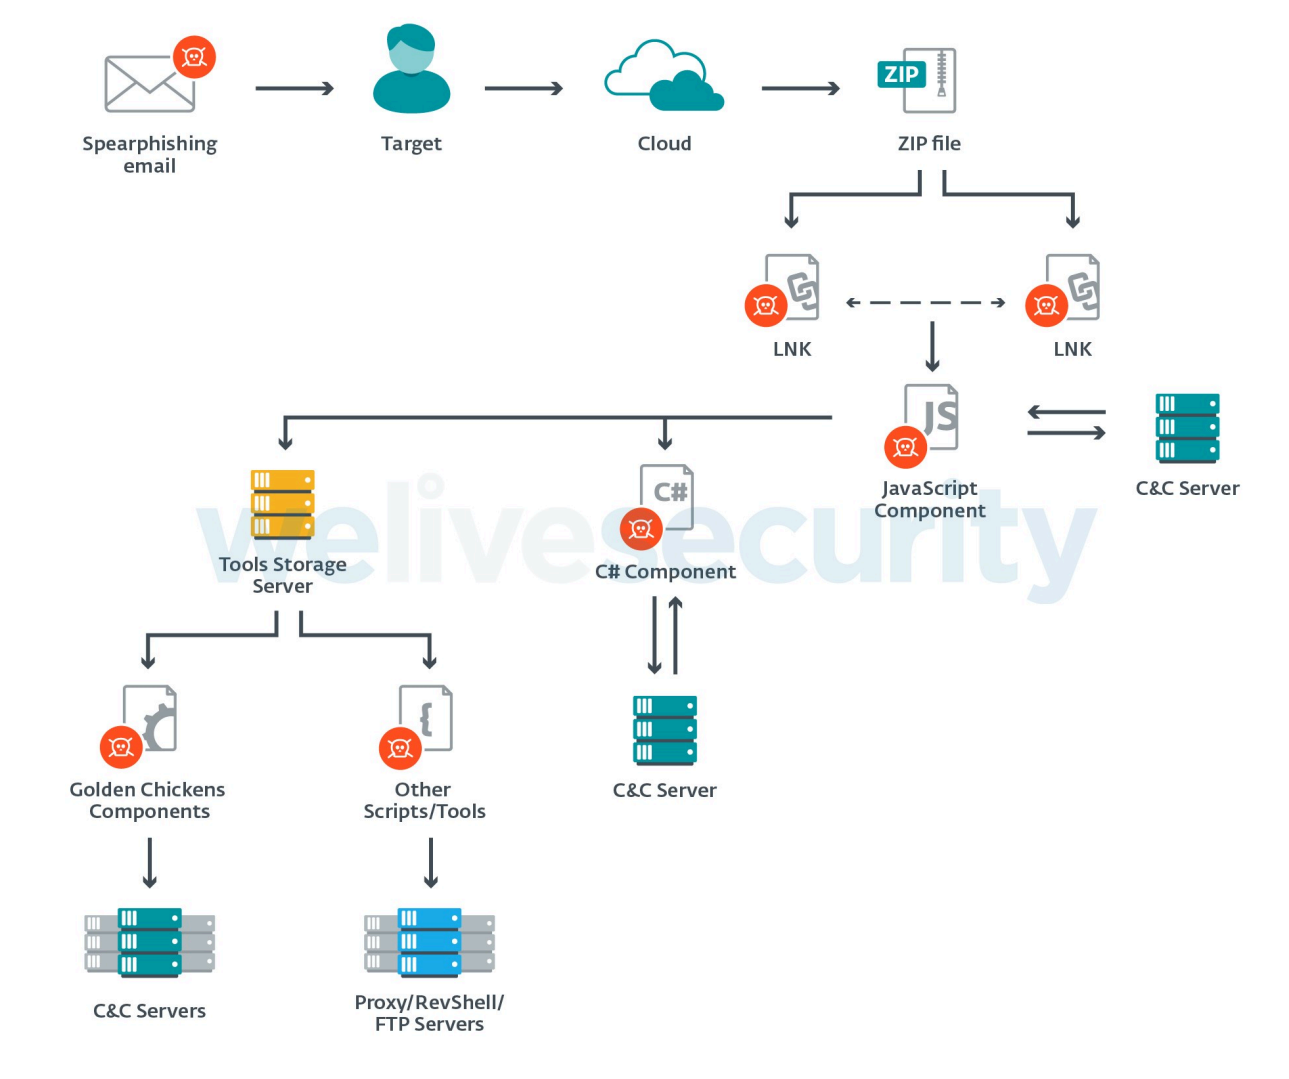 Spearphishing
email
Target
Cloud
ZIP
ZIP file
LNK
LNK
JS
JavaScript
Component
C&C Server
Tools Storage
Server
C#
C# Component
welivesecurity
Golden Chickens
Components
{
Other
Scripts/Tools
C&C Server
C&C Servers
Proxy/RevShell/
FTP Servers